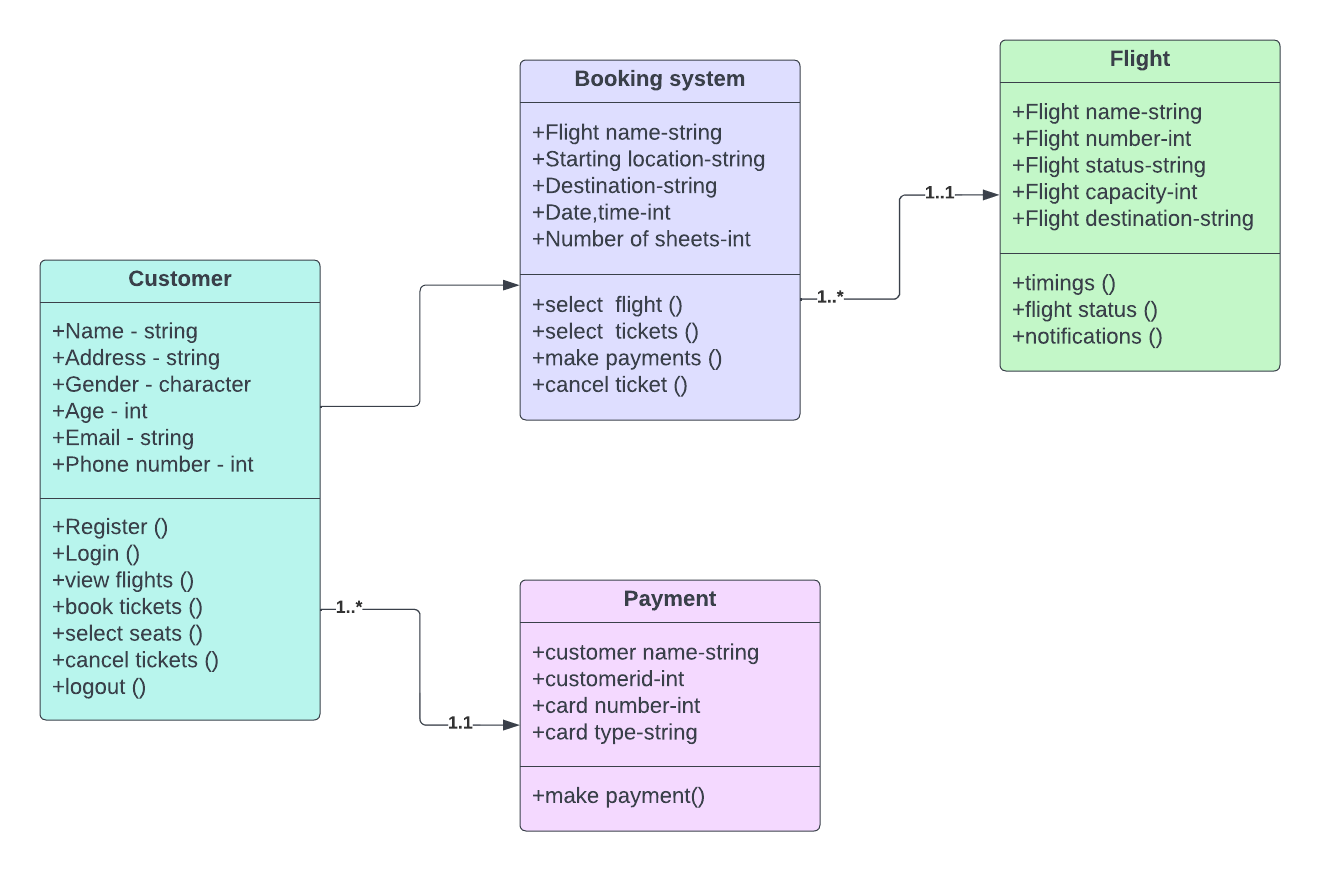 Customer
+Name - string
+Address - string
+Gender - character
+Age - int
+Email - string
+Phone number - int
+Register ()
+Login ()
+view flights ()
+book tickets ()
+select seats ()
+cancel tickets ()
+logout ()
Booking system
+Flight name-string
+Starting location-string
+Destination-string
+Date,time-int
+Number of sheets-int
+select  flight ()
+select  tickets ()
+make payments ()
+cancel ticket ()
1..*
1..1
Flight
+Flight name-string
+Flight number-int
+Flight status-string
+Flight capacity-int
+Flight destination-string
+timings ()
+flight status ()
+notifications ()
1..*
1.1
Payment
+customer name-string
+customerid-int
+card number-int
+card type-string
+make payment()